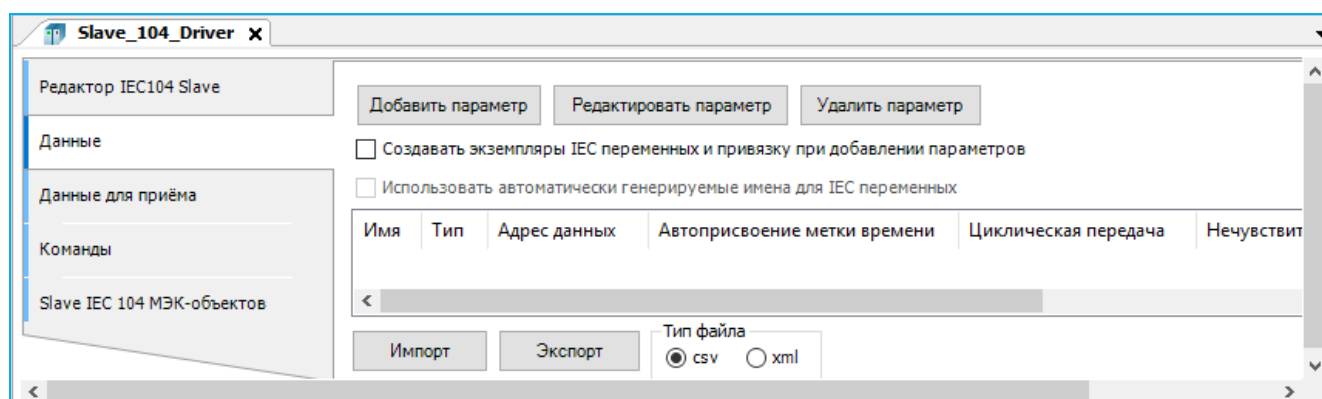 Slave_104_Driver
Редактор IEC104 Slave
Данные
Данные для приёма
Команды
Slave IEC 104 МЭК-объектов
Добавить параметр Редактировать параметр Удалить параметр
Создавать экземпляры IEC переменных и привязку при добавлении параметров
Использовать автоматически генерируемые имена для IEC переменных
Имя Тип Адрес данных Автоприсвоение метки времени Циклическая передача Нечувствит
Импорт Экспорт Тип файла
csv xml